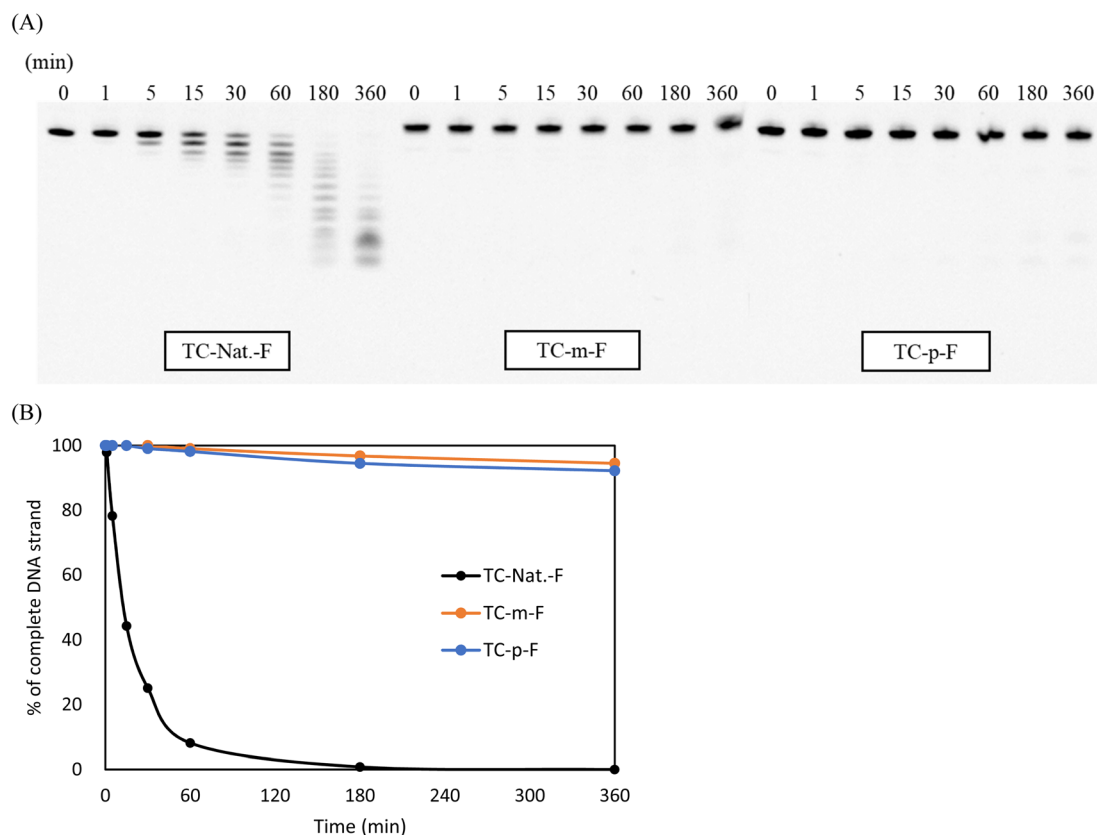 (A)
(min)
0 1 5 15 30 60 180 360 0 1 5 15 30 60 180 360 0 1 5 15 30 60 180 360
TC-Nat.-F TC-m-F TC-p-F
(B)
100
80
60
40
20
0
% of complete DNA strand
TC-Nat.-F
TC-m-F
TC-p-F
0 60 120 180 240 300 360
Time (min)